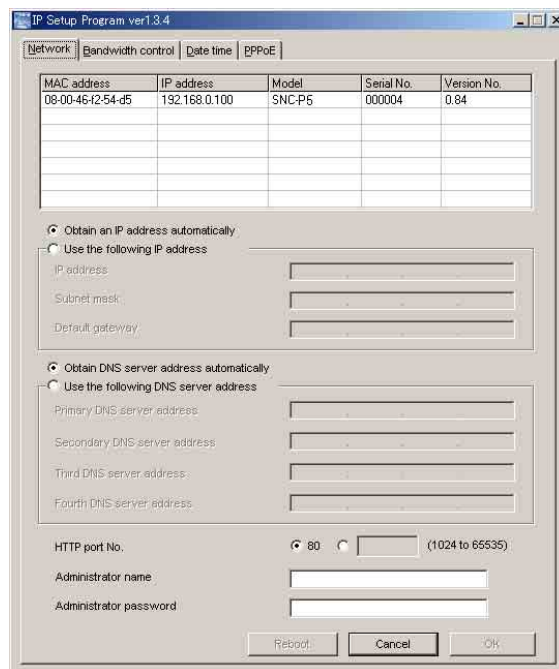 IP Setup Program ver1.3.4
Network Bandwidth control Date time PPPoE
MAC address IP address Model Serial No. Version No.
08-00-46-f2-54-d5 192.168.0.100 SNC-P5 000004 0.84
Obtain an IP address automatically
Use the following IP address
IP address
Subnet mask
Default gateway
Obtain DNS server address automatically
Use the following DNS server address
Primary DNS server address
Secondary DNS server address
Third DNS server address
Fourth DNS server address
HTTP port No. 80 (1024 to 65535)
Administrator name
Administrator password
Reboot Cancel OK